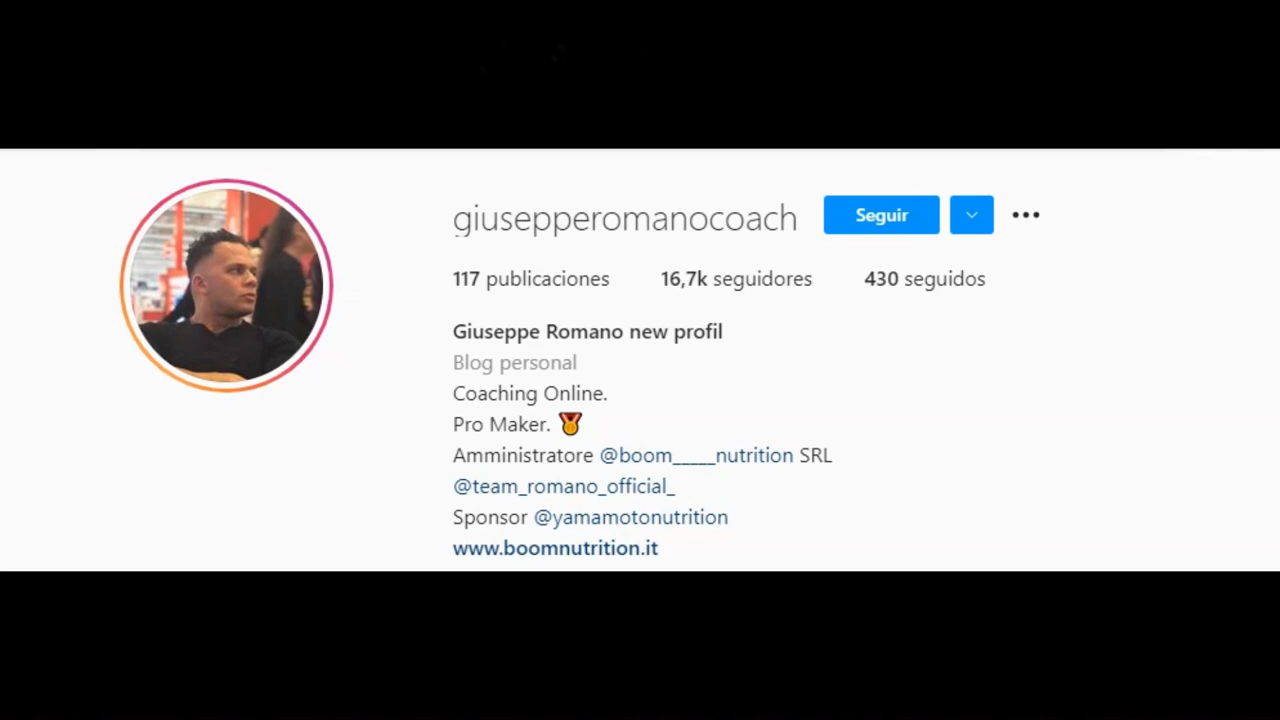 giusepperomanocoach Seguir
117 publicaciones 16,7k seguidores 430 seguidos
Giuseppe Romano new profil
Blog personal
Coaching Online.
Pro Maker. 🏅
Amministratore @boom_____nutrition SRL
@team_romano_official_
Sponsor @yamamotonutrition
www.boomnutrition.it